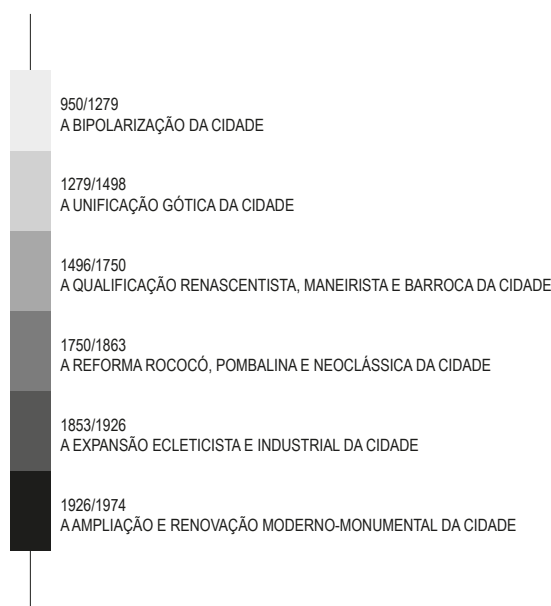 950/1279
A BIPOLARIZAÇÃO DA CIDADE
1279/1498
A UNIFICAÇÃO GÓTICA DA CIDADE
1496/1750
A QUALIFICAÇÃO RENASCENTISTA, MANEIRISTA E BARROCA DA CIDADE
1750/1863
A REFORMA ROCOCÓ, POMBALINA E NEOCLÁSSICA DA CIDADE
1853/1926
A EXPANSÃO ECLETICISTA E INDUSTRIAL DA CIDADE
1926/1974
A AMPLIAÇÃO E RENOVAÇÃO MODERNO-MONUMENTAL DA CIDADE